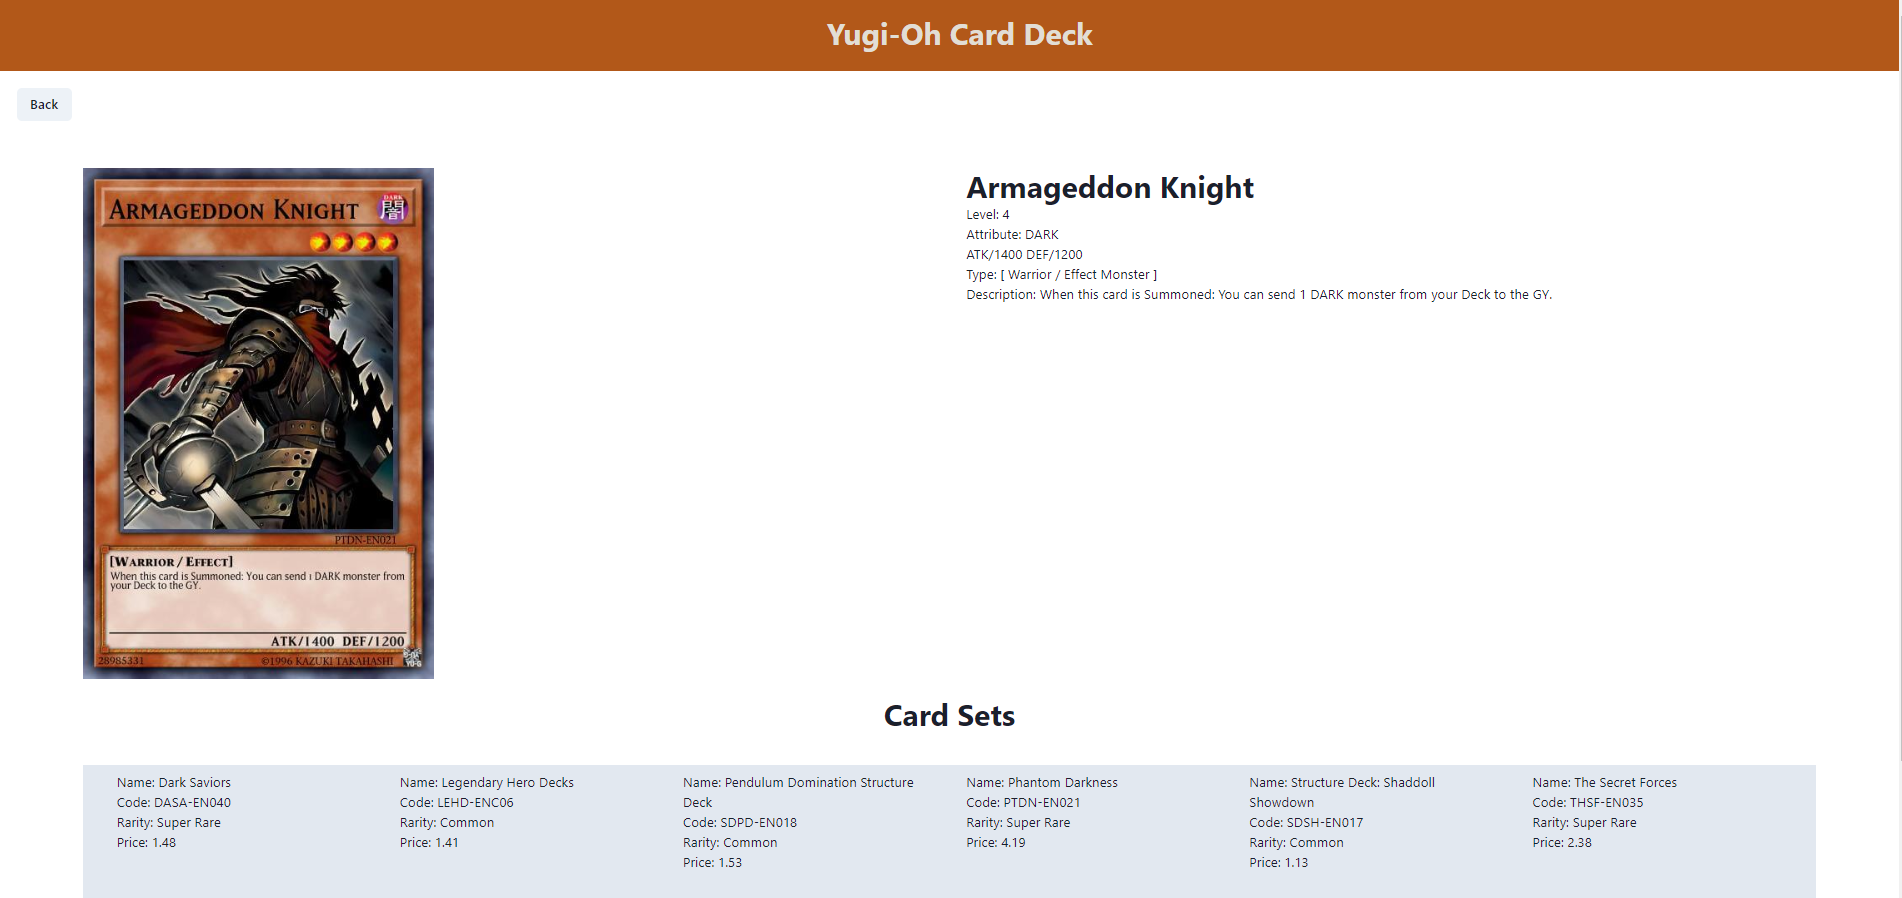 Yugi-Oh Card Deck
Back
ARMAGEDDON KNIGHT
DARK
闇
PTDN-EN021
[WARRIOR / EFFECT]
When this card is Summoned: You can send 1 DARK monster from
your Deck to the GY.
ATK/1400 DEF/1200
28985331
©1996 KAZUKI TAKAHASHI
Armageddon Knight
Level: 4
Attribute: DARK
ATK/1400 DEF/1200
Type: [ Warrior / Effect Monster ]
Description: When this card is Summoned: You can send 1 DARK monster from your Deck to the GY.
Card Sets
Name: Dark Saviors
Code: DASA-EN040
Rarity: Super Rare
Price: 1.48
Name: Legendary Hero Decks
Code: LEHD-ENC06
Rarity: Common
Price: 1.41
Name: Pendulum Domination Structure
Deck
Code: SDPD-EN018
Rarity: Common
Price: 1.53
Name: Phantom Darkness
Code: PTDN-EN021
Rarity: Super Rare
Price: 4.19
Name: Structure Deck: Shaddoll
Showdown
Code: SDSH-EN017
Rarity: Common
Price: 1.13
Name: The Secret Forces
Code: THSF-EN035
Rarity: Super Rare
Price: 2.38